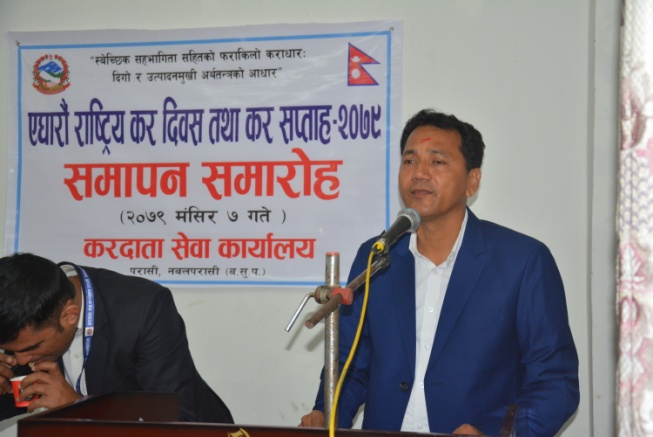 "स्वेच्छिक सहभागिता सहितको फराकिलो कराधारः
दिगो र उत्पादनमुखी अर्थतन्त्रको आधार"
एघारौं राष्ट्रिय कर दिवस तथा कर सप्ताह-२०७९
समापन समारोह
(२०७९ मंसिर ७ गते )
करदाता सेवा कार्यालय
परासी, नवलपरासी (ब.सु.प.)